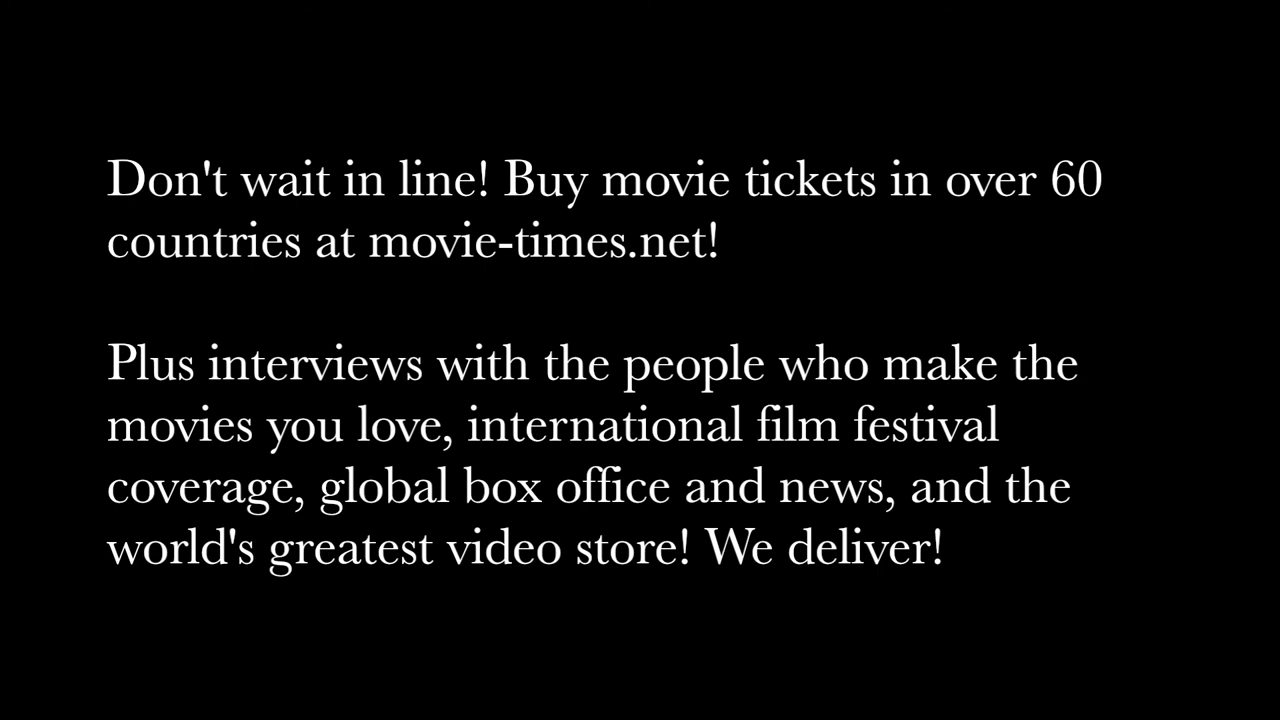 Don't wait in line! Buy movie tickets in over 60
countries at movie-times.net!
Plus interviews with the people who make the
movies you love, international film festival
coverage, global box office and news, and the
world's greatest video store! We deliver!